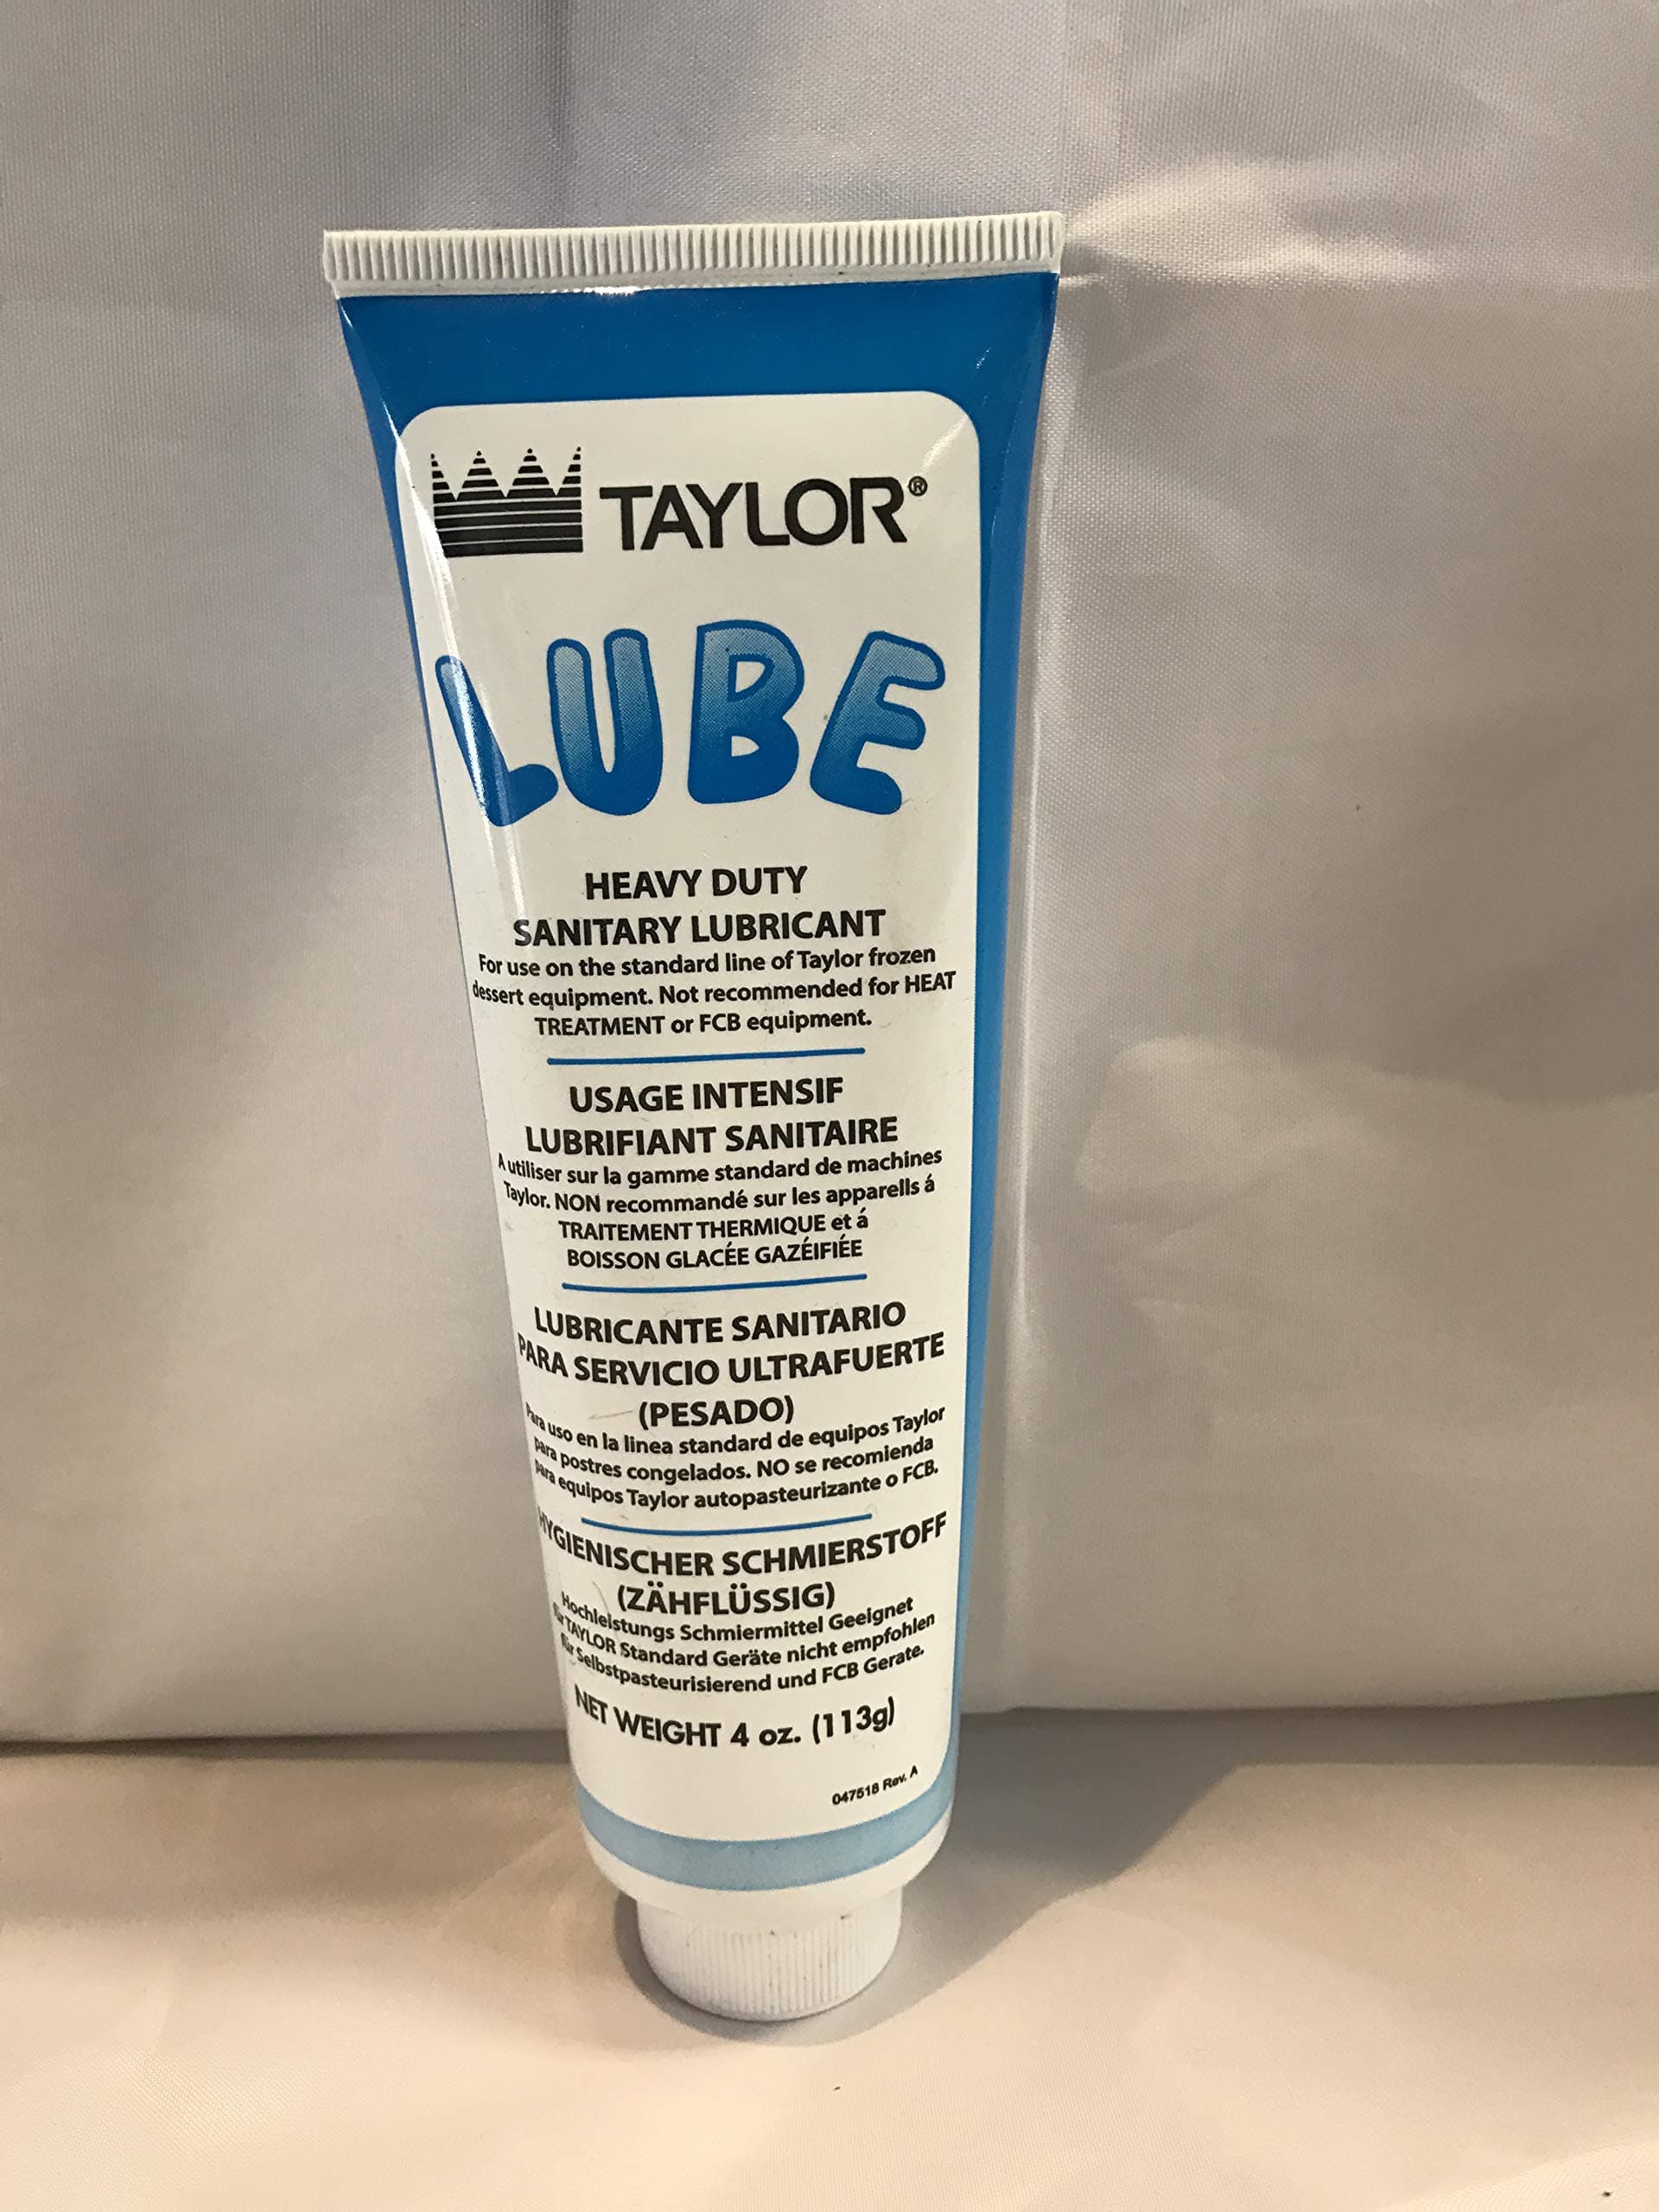 TAYLOR®
LUBE
HEAVY DUTY
SANITARY LUBRICANT
For use on the standard line of Taylor frozen
dessert equipment. Not recommended for HEAT
TREATMENT or FCB equipment.
USAGE INTENSIF
LUBRIFIANT SANITAIRE
A utiliser sur la gamme standard de machines
Taylor. NON recommandé sur les apparells á
TRAITEMENT THERMIQUE et á
BOISSON GLACÉE GAZÉIFIÉE
LUBRICANTE SANITARIO
PARA SERVICIO ULTRAFUERTE
(PESADO)
Para uso en la linea standard de equipos Taylor
para postres congelados. NO se recomienda
para equipos Taylor autopasteurizante o FCB.
HYGIENISCHER SCHMIERSTOFF
(ZÄHFLÜSSIG)
Hochleistungs Schmiermittel Geeignet
für TAYLOR Standard Geräte nicht empfohlen
für Selbstpasteurisierend und FCB Gerate.
NET WEIGHT 4 oz. (113g)
047518 Rev. A